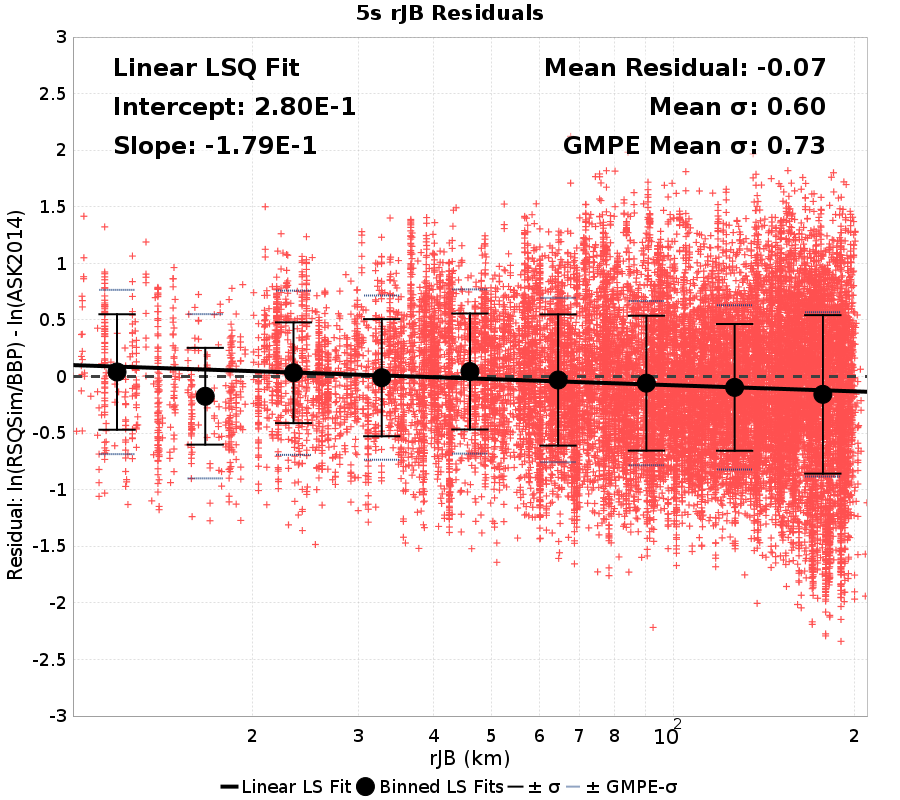 5s rJB Residuals
Linear LSQ Fit
Intercept: 2.80E-1
Slope: -1.79E-1
Mean Residual: -0.07
Mean σ: 0.60
GMPE Mean σ: 0.73
Residual: ln(RSQSim/BBP) - ln(ASK2014)
3
2.5
2
1.5
1
0.5
0
-0.5
-1
-1.5
-2
-2.5
-3
2 3 4 5 6 7 8 10² 2
rJB (km)
Linear LS Fit Binned LS Fits ± σ ± GMPE-σ